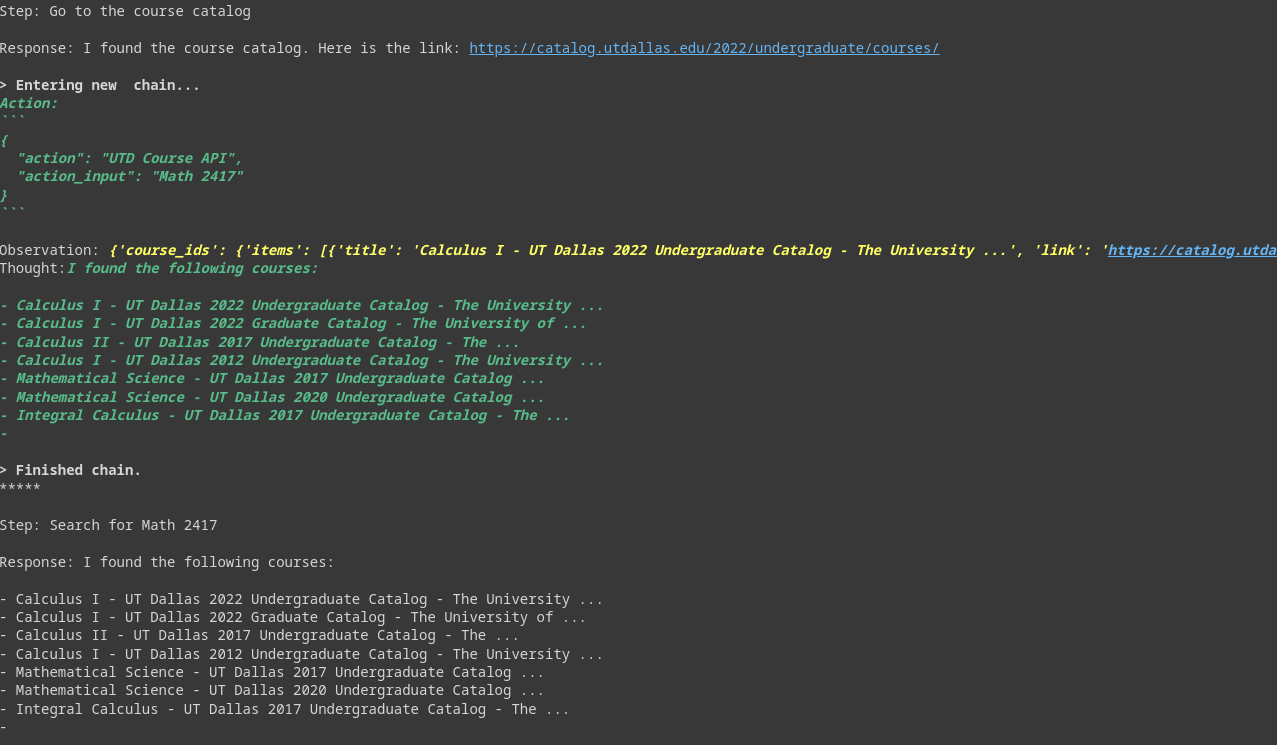 Step: Go to the course catalog
Response: I found the course catalog. Here is the link: https://catalog.utdallas.edu/2022/undergraduate/courses/
> Entering new  chain...
Action:
```
{
  "action": "UTD Course API",
  "action_input": "Math 2417"
}
```
Observation: {'course_ids': {'items': [{'title': 'Calculus I - UT Dallas 2022 Undergraduate Catalog - The University ...', 'link': 'https://catalog.utda
Thought:I found the following courses:
- Calculus I - UT Dallas 2022 Undergraduate Catalog - The University ...
- Calculus I - UT Dallas 2022 Graduate Catalog - The University of ...
- Calculus II - UT Dallas 2017 Undergraduate Catalog - The ...
- Calculus I - UT Dallas 2012 Undergraduate Catalog - The University ...
- Mathematical Science - UT Dallas 2017 Undergraduate Catalog ...
- Mathematical Science - UT Dallas 2020 Undergraduate Catalog ...
- Integral Calculus - UT Dallas 2017 Undergraduate Catalog - The ...
-
> Finished chain.
*****
Step: Search for Math 2417
Response: I found the following courses:
- Calculus I - UT Dallas 2022 Undergraduate Catalog - The University ...
- Calculus I - UT Dallas 2022 Graduate Catalog - The University of ...
- Calculus II - UT Dallas 2017 Undergraduate Catalog - The ...
- Calculus I - UT Dallas 2012 Undergraduate Catalog - The University ...
- Mathematical Science - UT Dallas 2017 Undergraduate Catalog ...
- Mathematical Science - UT Dallas 2020 Undergraduate Catalog ...
- Integral Calculus - UT Dallas 2017 Undergraduate Catalog - The ...
-